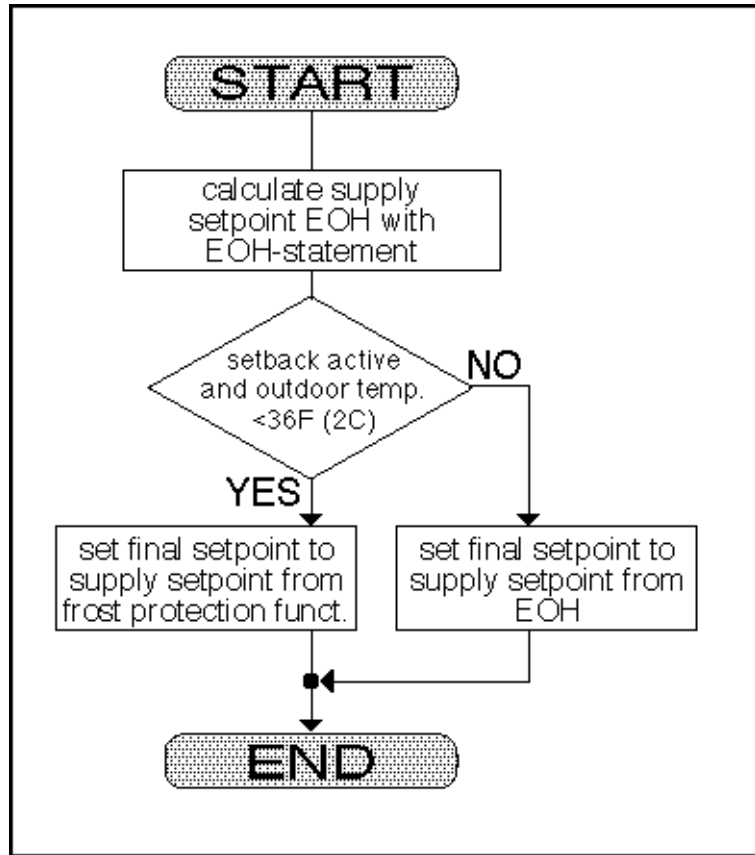 START
calculate supply
setpoint EOH with
EOH-statement
setback active
and outdoor temp.
<36F (2C)
NO
YES
set final setpoint to
supply setpoint from
frost protection funct.
set final setpoint to
supply setpoint from
EOH
END